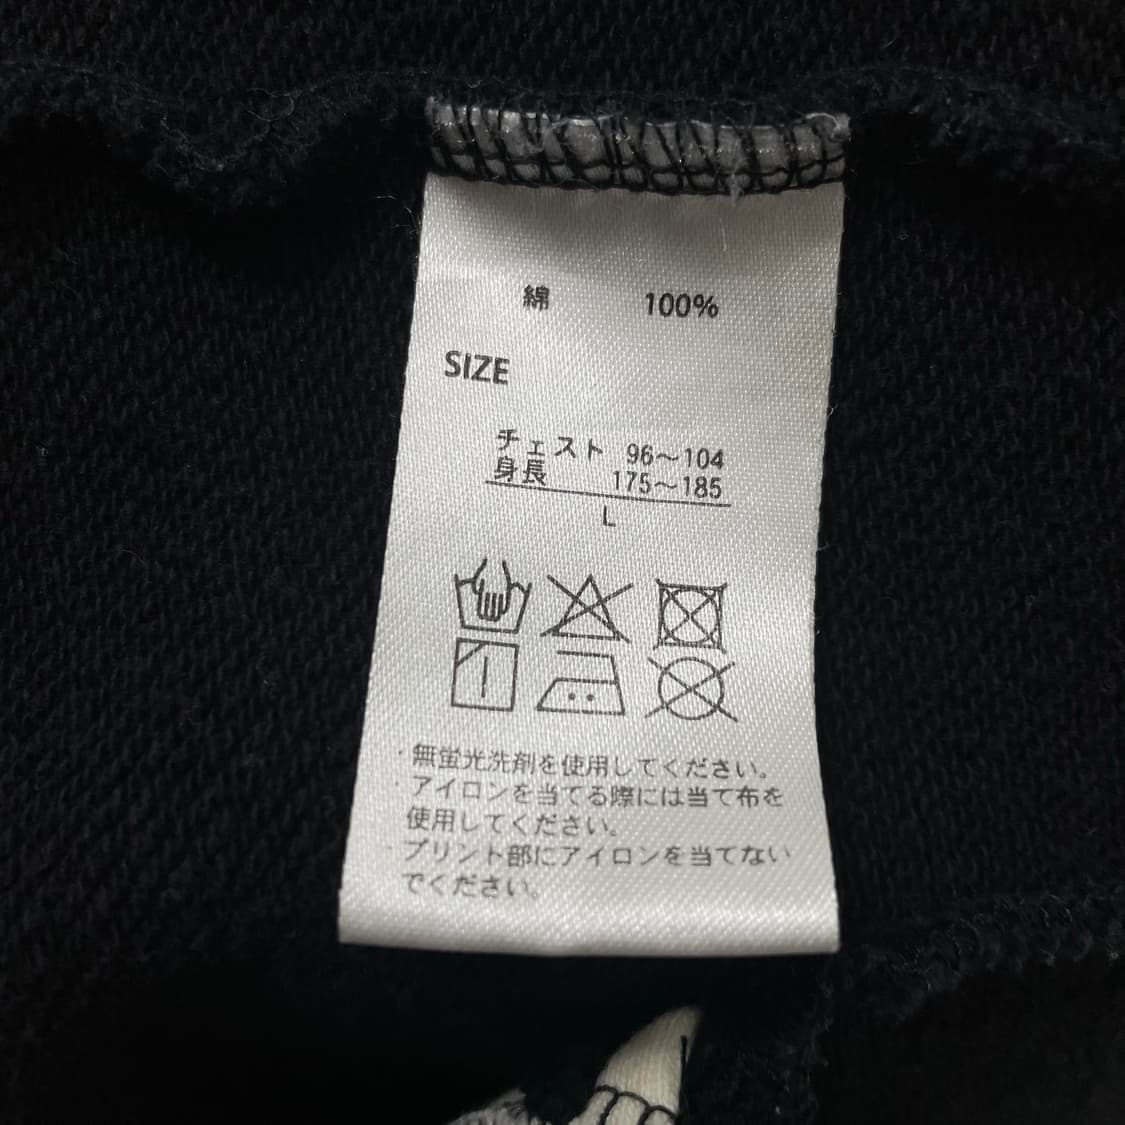 綿 100%
SIZE
チェスト 96～104
身長 175～185
L
・無蛍光洗剤を使用してください。
・アイロンを当てる際には当て布を
使用してください。
・プリント部にアイロンを当てない
でください。